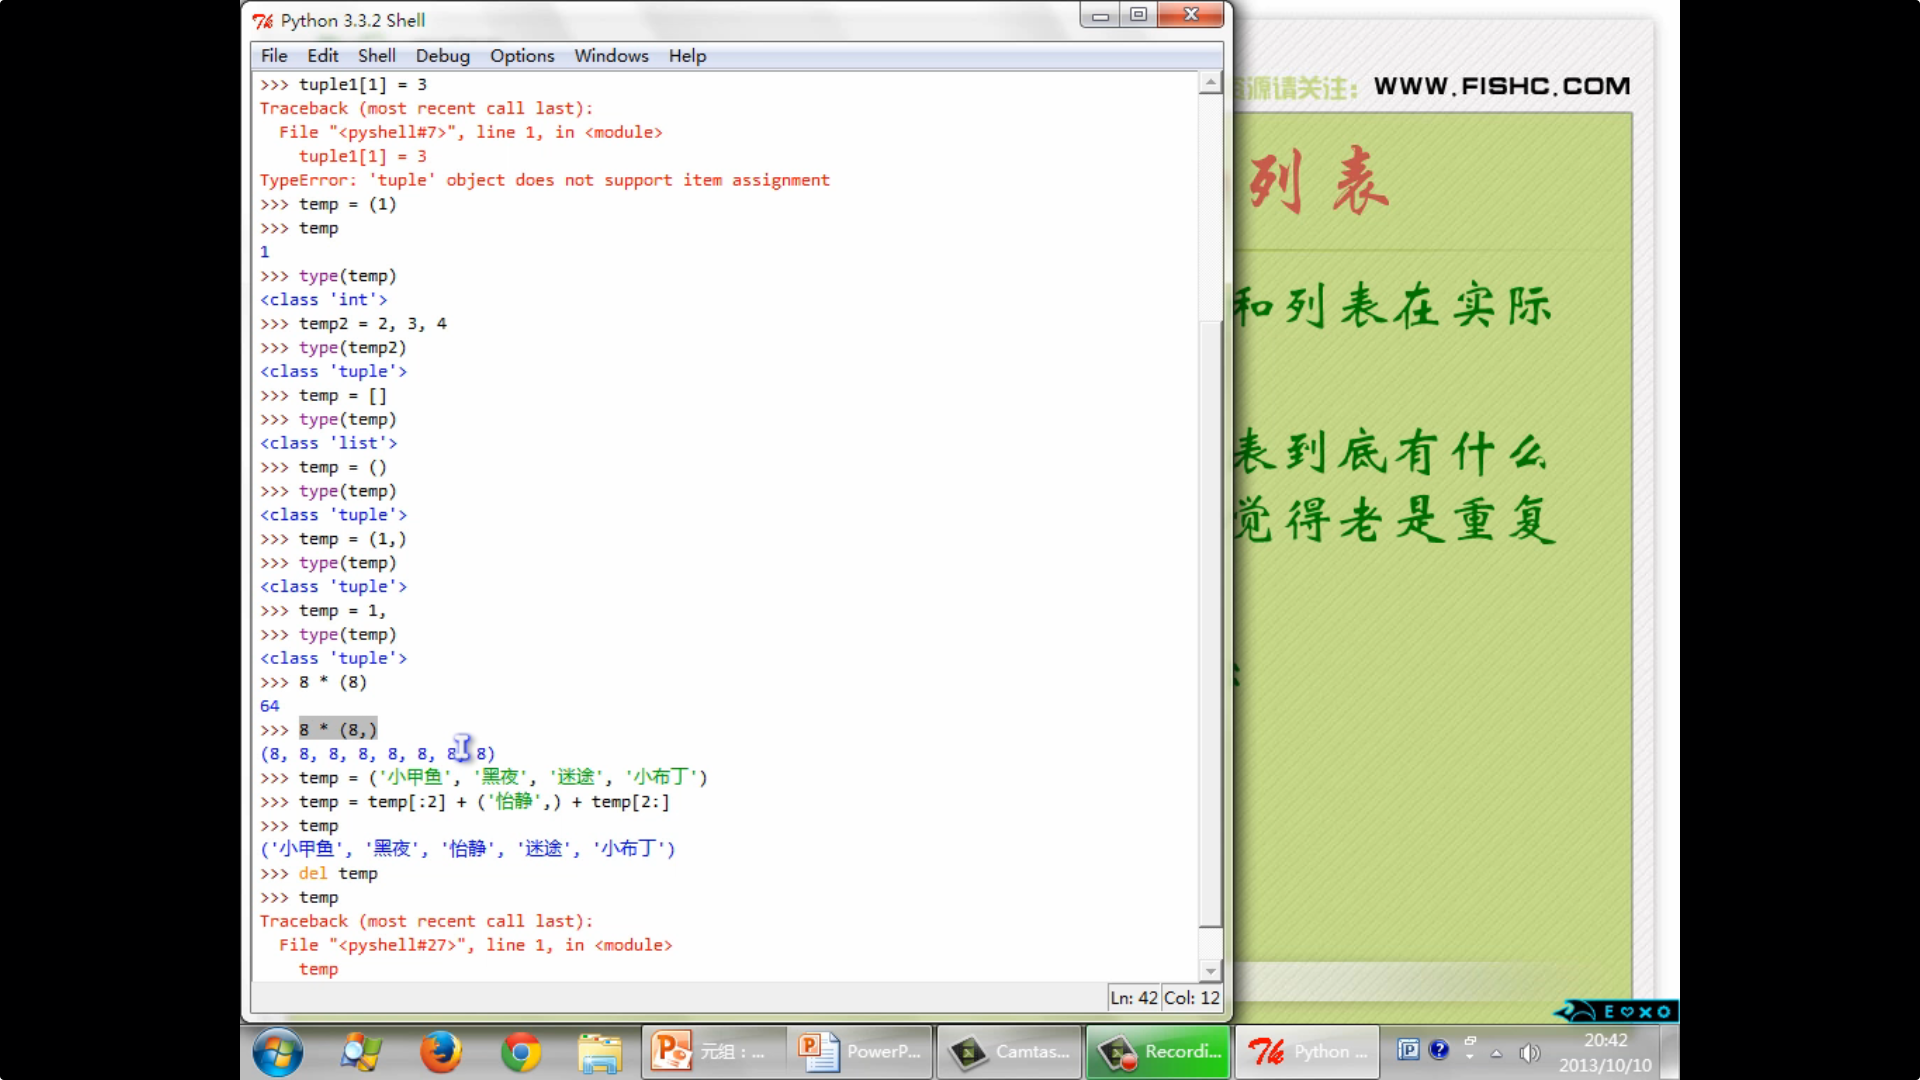 Python 3.3.2 Shell
File Edit Shell Debug Options Windows Help
>>> tuple1[1] = 3
Traceback (most recent call last):
  File "<pyshell#7>", line 1, in <module>
    tuple1[1] = 3
TypeError: 'tuple' object does not support item assignment
>>> temp = (1)
>>> temp
1
>>> type(temp)
<class 'int'>
>>> temp2 = 2, 3, 4
>>> type(temp2)
<class 'tuple'>
>>> temp = []
>>> type(temp)
<class 'list'>
>>> temp = ()
>>> type(temp)
<class 'tuple'>
>>> temp = (1,)
>>> type(temp)
<class 'tuple'>
>>> temp = 1,
>>> type(temp)
<class 'tuple'>
>>> 8 * (8)
64
>>> 8 * (8,)
(8, 8, 8, 8, 8, 8, 8, 8)
>>> temp = ('小甲鱼', '黑夜', '迷途', '小布丁')
>>> temp = temp[:2] + ('怡静',) + temp[2:]
>>> temp
('小甲鱼', '黑夜', '怡静', '迷途', '小布丁')
>>> del temp
>>> temp
Traceback (most recent call last):
  File "<pyshell#27>", line 1, in <module>
    temp
Ln: 42 Col: 12
源请关注： WWW.FISHC.COM
列表
和列表在实际
表到底有什么
觉得老是重复
E
元组：... PowerP... Camtas... Recordi... Python ...
20:42
2013/10/10